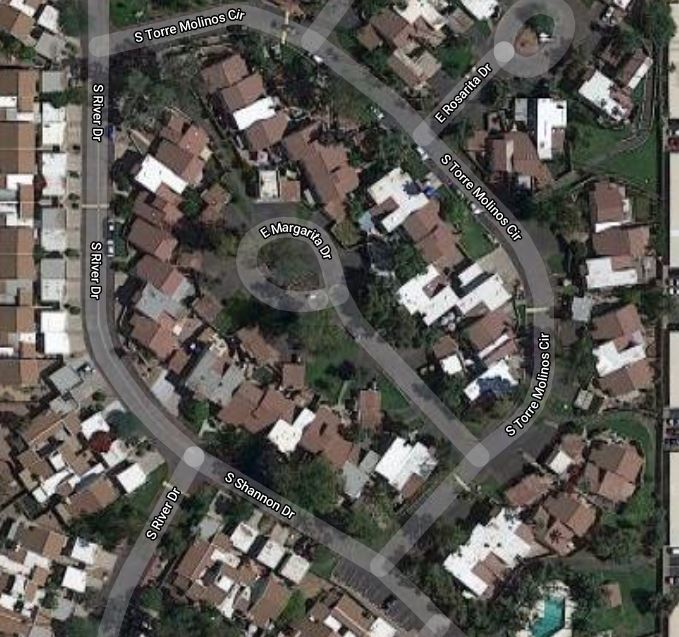 S Torre Molinos Cir
S River Dr
E Rosarita Dr
S Torre Molinos Cir
E Margarita Dr
S River Dr
S Torre Molinos Cir
S Shannon Dr
S River Dr